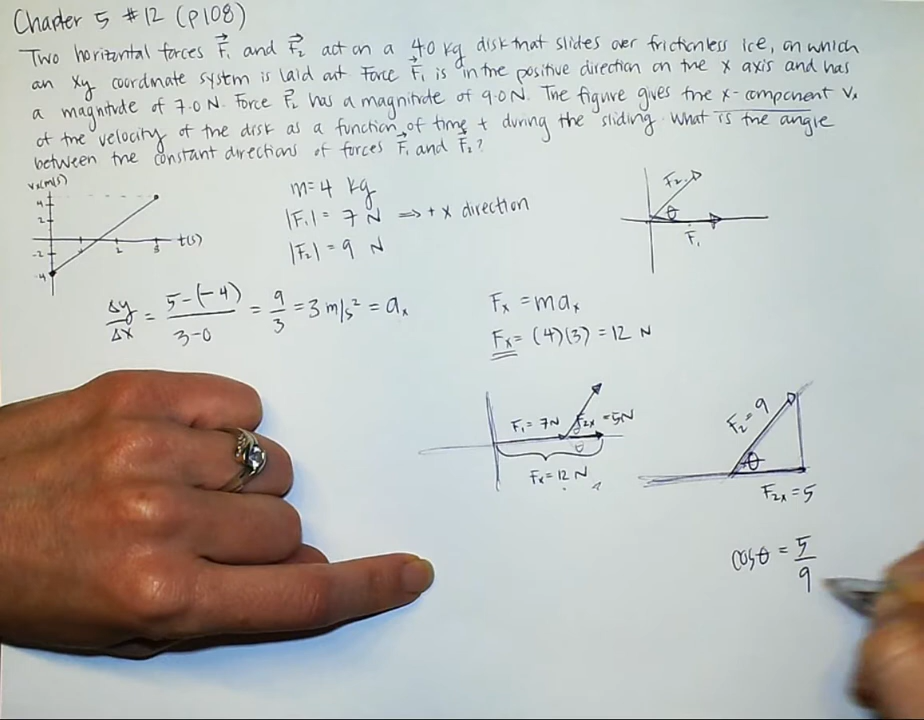 Chapter 5 #12 (p108)
Two horizontal forces F⃗₁ and F⃗₂ act on a 4.0 kg disk that slides over frictionless ice, on which
an xy coordinate system is laid out. Force F⃗₁ is in the positive direction on the x axis and has
a magnitude of 7.0 N. Force F⃗₂ has a magnitude of 9.0 N. The figure gives the x-component Vₓ
of the velocity of the disk as a function of time t during the sliding. What is the angle
between the constant directions of forces F⃗₁ and F⃗₂?
Vx(m/s)
4
2
-2
-4
2
3
t(s)
m = 4 kg
|F₁| = 7 N ⟹ +x direction
|F₂| = 9 N
F₂
θ
F₁
Δy/Δx = 5-(-4)/3-0 = 9/3 = 3 m/s² = aₓ
Fₓ = maₓ
Fₓ = (4)(3) = 12 N
F₁ = 7N
F₂ₓ = 5N
θ
Fₓ = 12 N
F₂ = 9
θ
F₂ₓ = 5
cosθ = 5/9